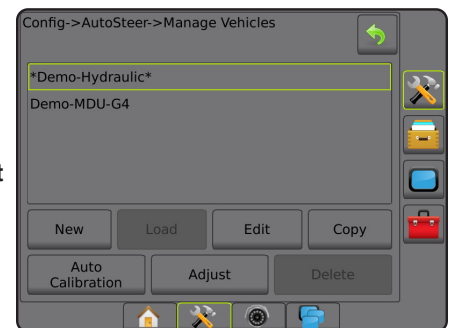 Config->AutoSteer->Manage Vehicles
*Demo-Hydraulic*
Demo-MDU-G4
New
Load
Edit
Copy
Auto
Calibration
Adjust
Delete